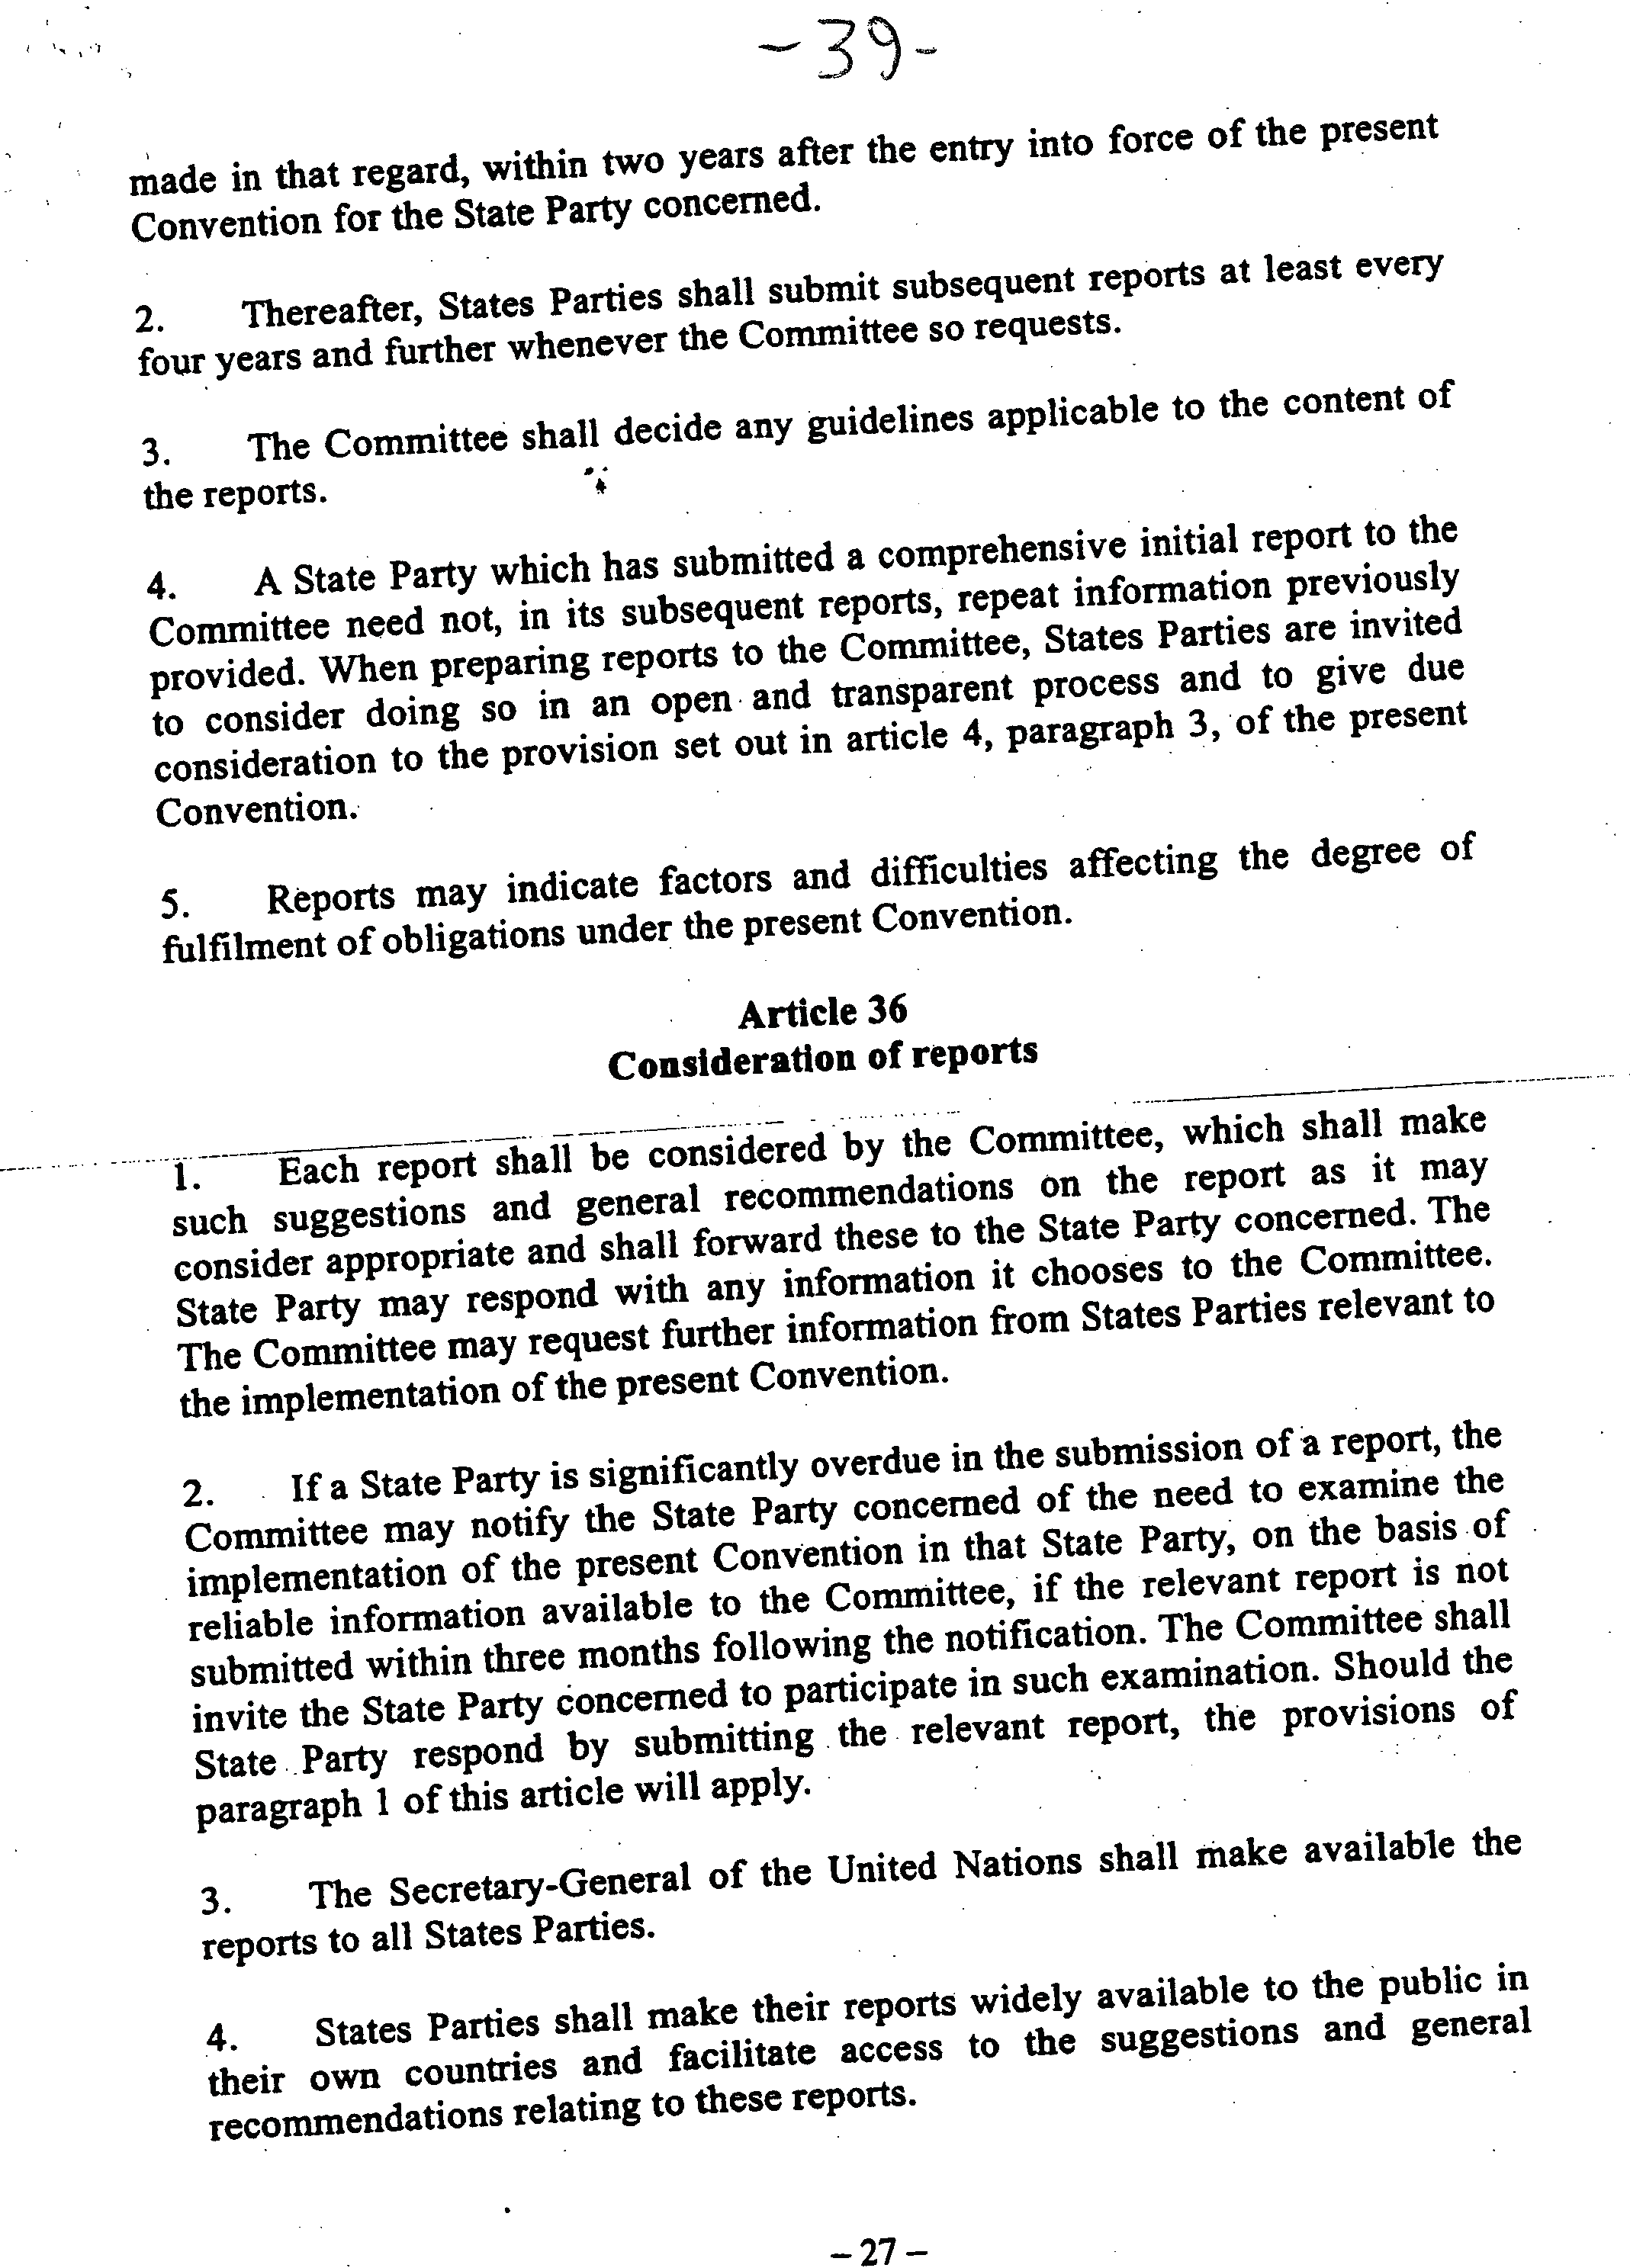 -39-
made in that regard, within two years after the entry into force of the present
Convention for the State Party concerned.
2. Thereafter, States Parties shall submit subsequent reports at least every
four years and further whenever the Committee so requests.
3. The Committee shall decide any guidelines applicable to the content of
the reports.
4. A State Party which has submitted a comprehensive initial report to the
Committee need not, in its subsequent reports, repeat information previously
provided. When preparing reports to the Committee, States Parties are invited
to consider doing so in an open and transparent process and to give due
consideration to the provision set out in article 4, paragraph 3, of the present
Convention.
5. Reports may indicate factors and difficulties affecting the degree of
fulfilment of obligations under the present Convention.
Article 36
Consideration of reports
1. Each report shall be considered by the Committee, which shall make
such suggestions and general recommendations on the report as it may
consider appropriate and shall forward these to the State Party concerned. The
State Party may respond with any information it chooses to the Committee.
The Committee may request further information from States Parties relevant to
the implementation of the present Convention.
2. If a State Party is significantly overdue in the submission of a report, the
Committee may notify the State Party concerned of the need to examine the
implementation of the present Convention in that State Party, on the basis of
reliable information available to the Committee, if the relevant report is not
submitted within three months following the notification. The Committee shall
invite the State Party concerned to participate in such examination. Should the
State Party respond by submitting the relevant report, the provisions of
paragraph 1 of this article will apply.
3. The Secretary-General of the United Nations shall make available the
reports to all States Parties.
4. States Parties shall make their reports widely available to the public in
their own countries and facilitate access to the suggestions and general
recommendations relating to these reports.
– 27 –